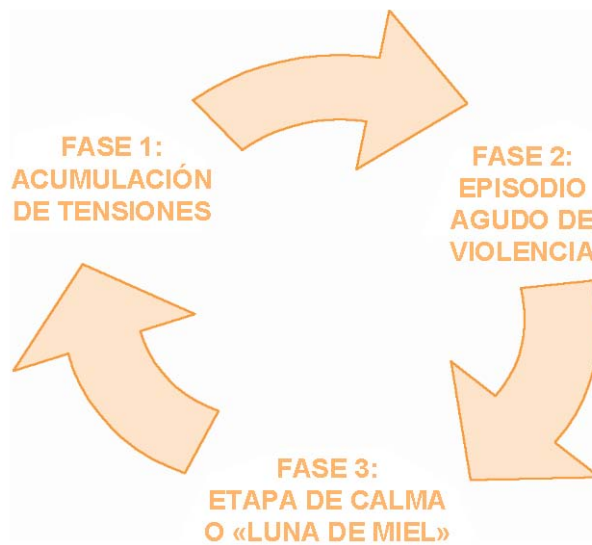 FASE 1:
ACUMULACIÓN
DE TENSIONES
FASE 2:
EPISODIO
AGUDO DE
VIOLENCIA
FASE 3:
ETAPA DE CALMA
O «LUNA DE MIEL»